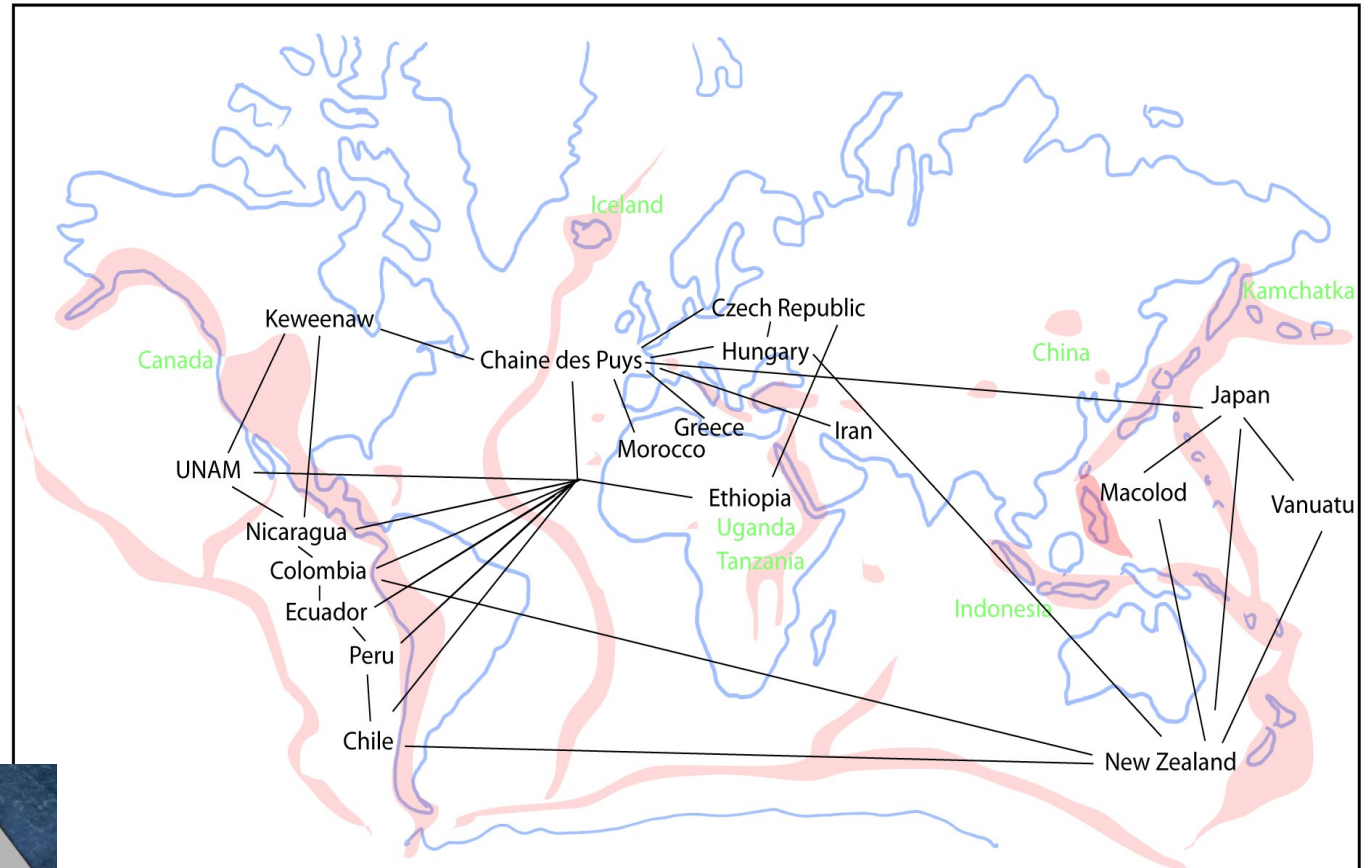 Iceland
Kamchatka
Czech Republic
Keweenaw
Hungary
China
Canada
Chaine des Puys
Japan
Greece
Iran
Morocco
UNAM
Macolod
Ethiopia
Vanuatu
Uganda
Nicaragua
Tanzania
Colombia
Indonesia
Ecuador
Peru
Chile
New Zealand